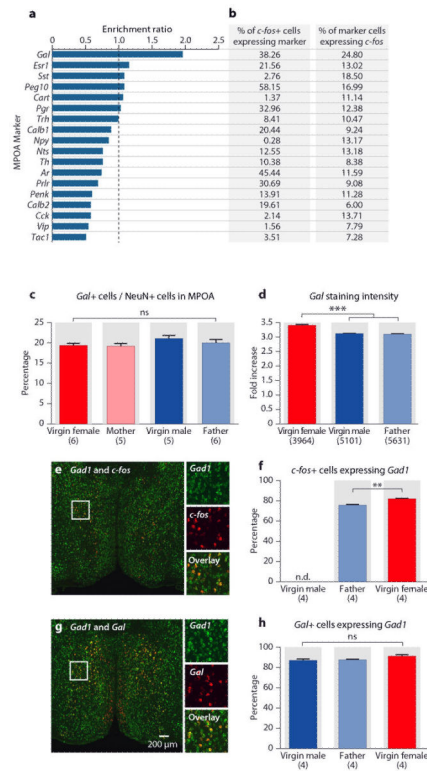 a
b
Enrichment ratio
0 0.5 1.0 1.5 2.0
% of c-fos+ cells expressing marker
% of marker cells expressing c-fos
MPOA Marker
Gal 38.26 24.80
Esr1 21.56 13.02
Sst 2.76 18.50
Peg10 58.15 16.99
Cart 1.37 11.14
Pgr 32.96 12.38
Trh 8.41 10.47
Calb1 20.44 9.24
Npy 0.28 13.17
Nts 12.55 13.18
Th 10.38 8.38
Ar 45.44 11.59
Prlr 30.69 9.08
Penk 13.91 11.28
Calb2 19.61 6.00
Cck 2.14 13.71
Vip 1.56 7.79
Tac1 3.51 7.28
c
Gal+ cells / NeuN+ cells in MPOA
ns
Percentage
25
20
15
10
5
0
Virgin female Mother Virgin male Father
(6) (5) (5) (6)
d
Gal staining intensity
***
Fold increase
3.5
3.0
2.5
2.0
1.5
1.0
0.5
0
Virgin female Virgin male Father
(3964) (5101) (5631)
e
Gad1 and c-fos
Gad1
c-fos
Overlay
f
c-fos+ cells expressing Gad1
**
Percentage
100
80
60
40
20
0
n.d.
Virgin male Father Virgin female
(4) (4) (4)
g
Gad1 and Gal
200 μm
Gad1
Gal
Overlay
h
Gal+ cells expressing Gad1
ns
Percentage
100
80
60
40
20
0
Virgin male Father Virgin female
(4) (4) (4)